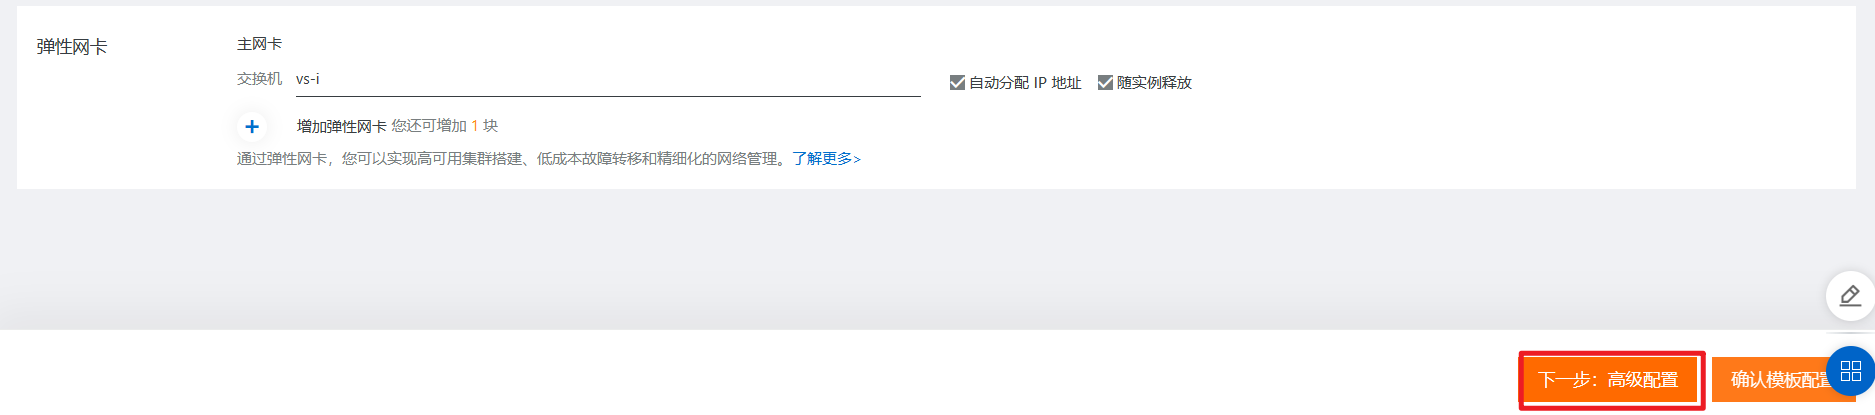 弹性网卡
主网卡
交换机 vs-i
自动分配 IP 地址 随实例释放
增加弹性网卡 您还可增加 1 块
通过弹性网卡，您可以实现高可用集群搭建、低成本故障转移和精细化的网络管理。了解更多>
下一步：高级配置
确认模板配置